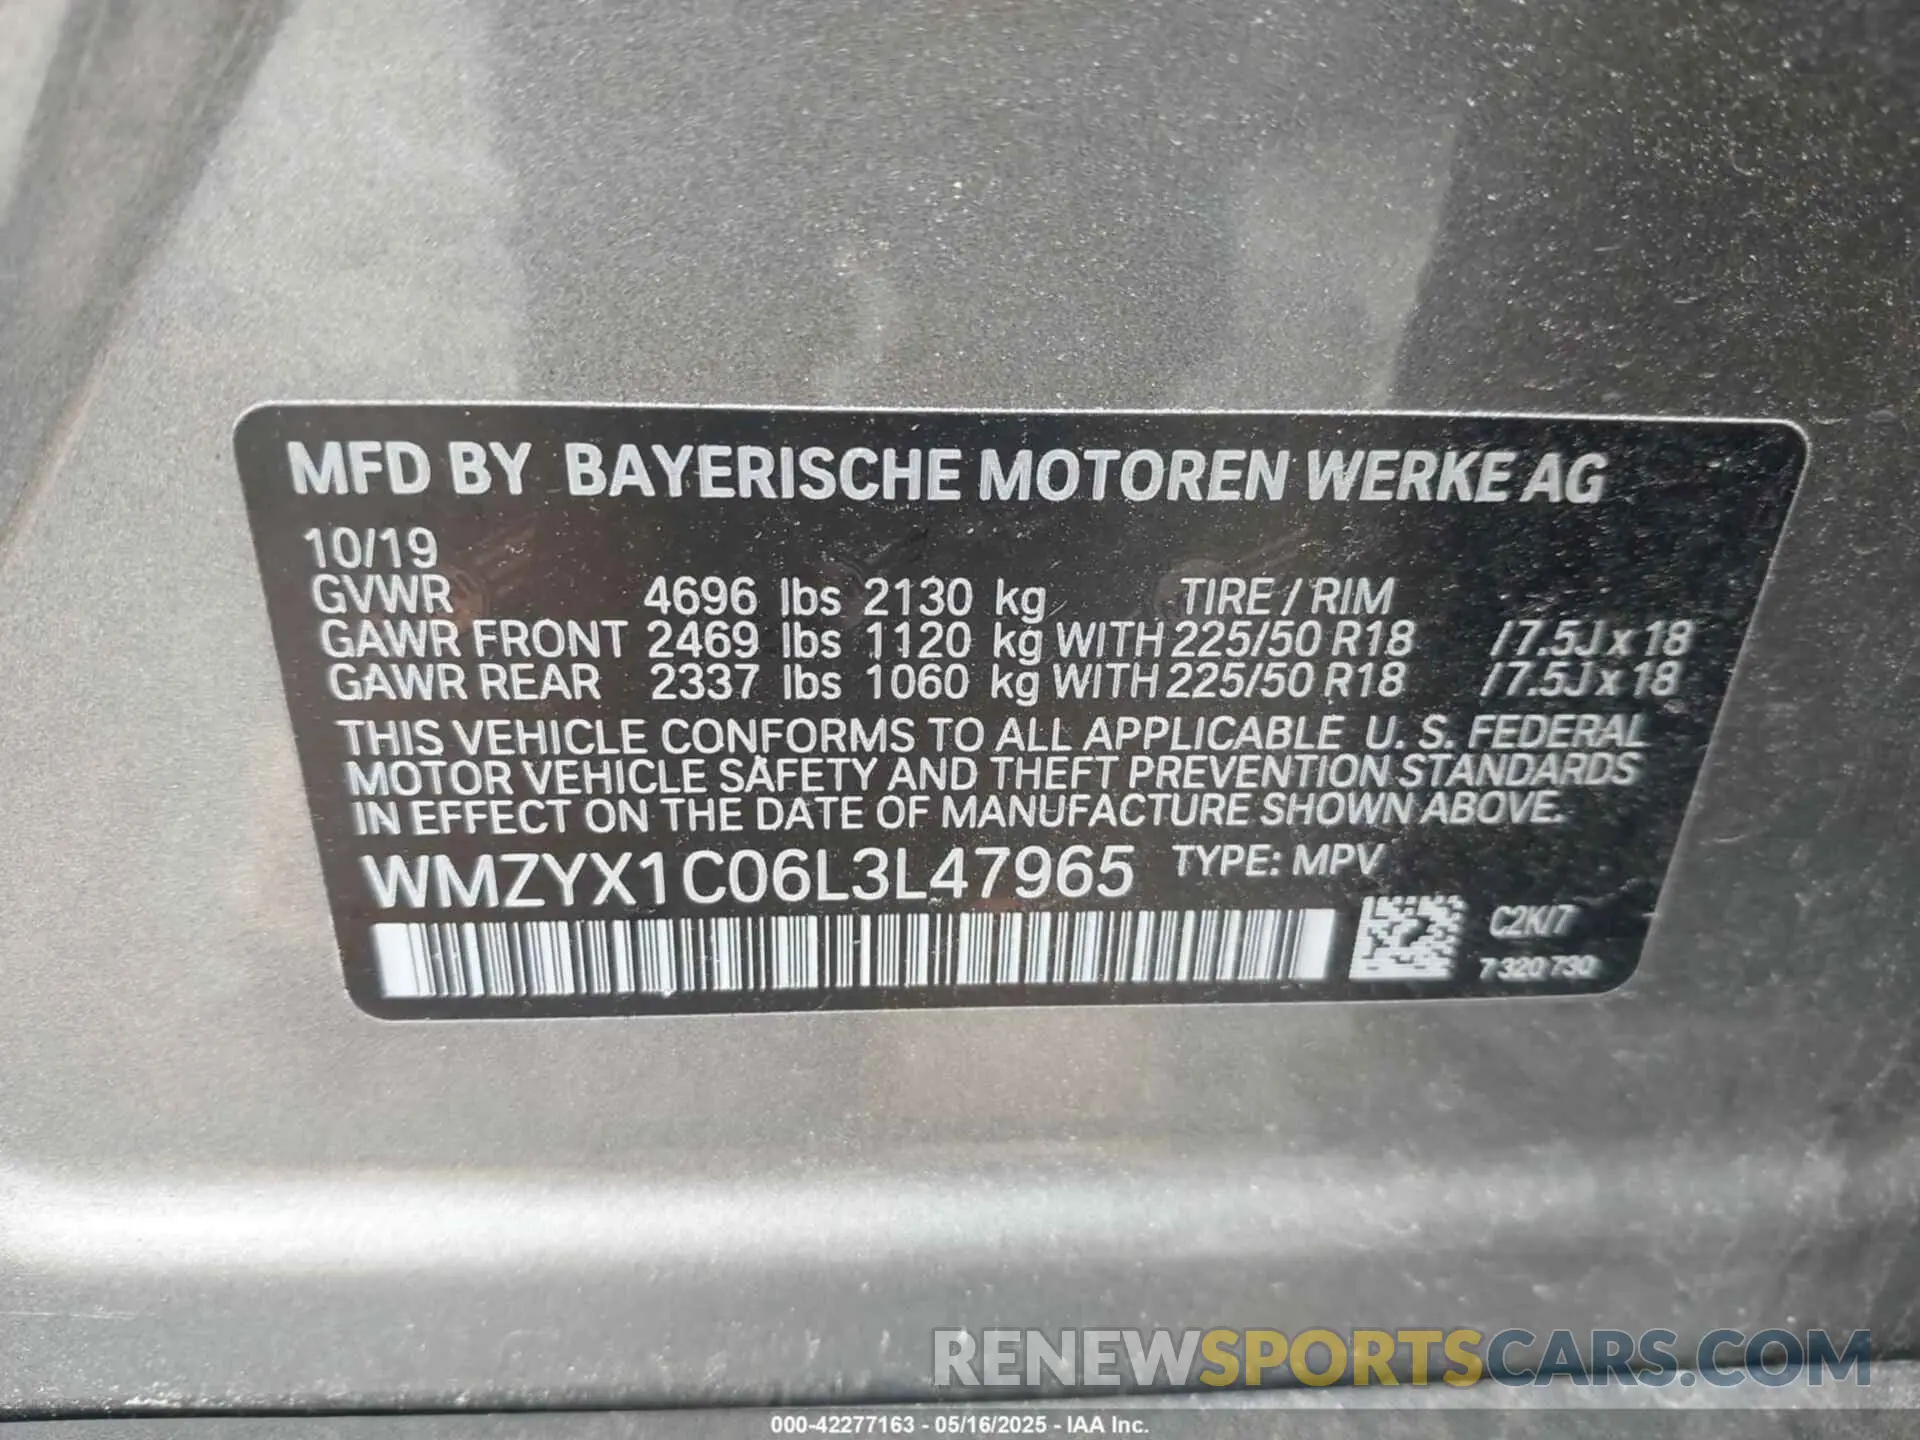 MFD BY BAYERISCHE MOTOREN WERKE AG
10/19
GVWR 4696 lbs 2130 kg TIRE / RIM
GAWR FRONT 2469 lbs 1120 kg WITH 225/50 R18 /7.5J x 18
GAWR REAR 2337 lbs 1060 kg WITH 225/50 R18 /7.5J x 18
THIS VEHICLE CONFORMS TO ALL APPLICABLE U. S. FEDERAL
MOTOR VEHICLE SAFETY AND THEFT PREVENTION STANDARDS
IN EFFECT ON THE DATE OF MANUFACTURE SHOWN ABOVE.
WMZYX1C06L3L47965 TYPE: MPV
C2K/7
7 320 730
RENEWSPORTSCARS.COM
000-42277163 - 05/16/2025 - IAA Inc.